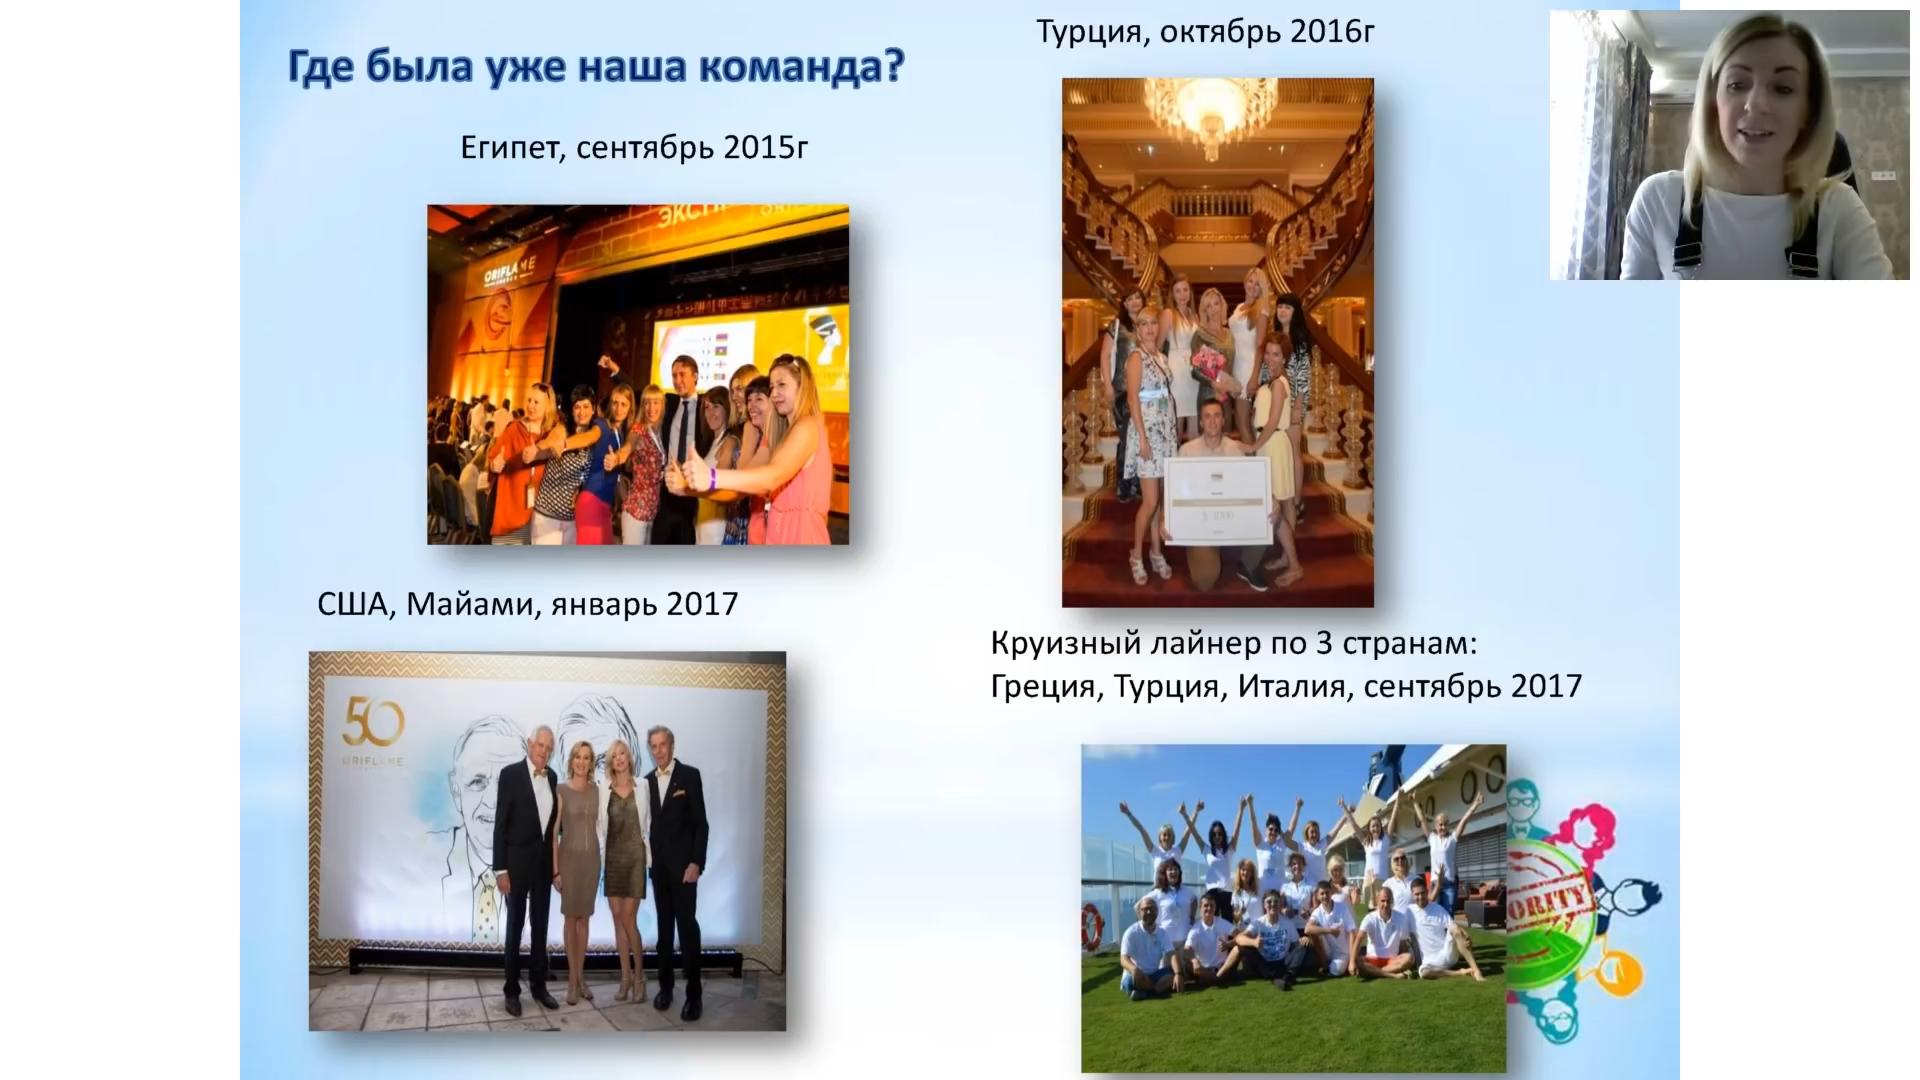 Где была уже наша команда?
Египет, сентябрь 2015г
ORIFLAME
Турция, октябрь 2016г
США, Майами, январь 2017
50
ORIFLAME
Круизный лайнер по 3 странам:
Греция, Турция, Италия, сентябрь 2017
ORITY